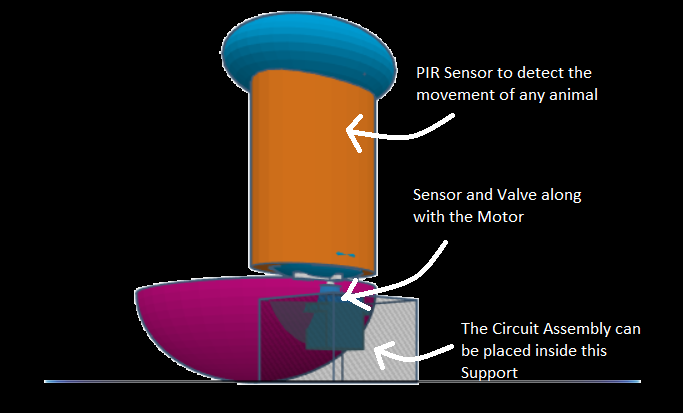 PIR Sensor to detect the
movement of any animal
Sensor and Valve along
with the Motor
The Circuit Assembly can
be placed inside this
Support